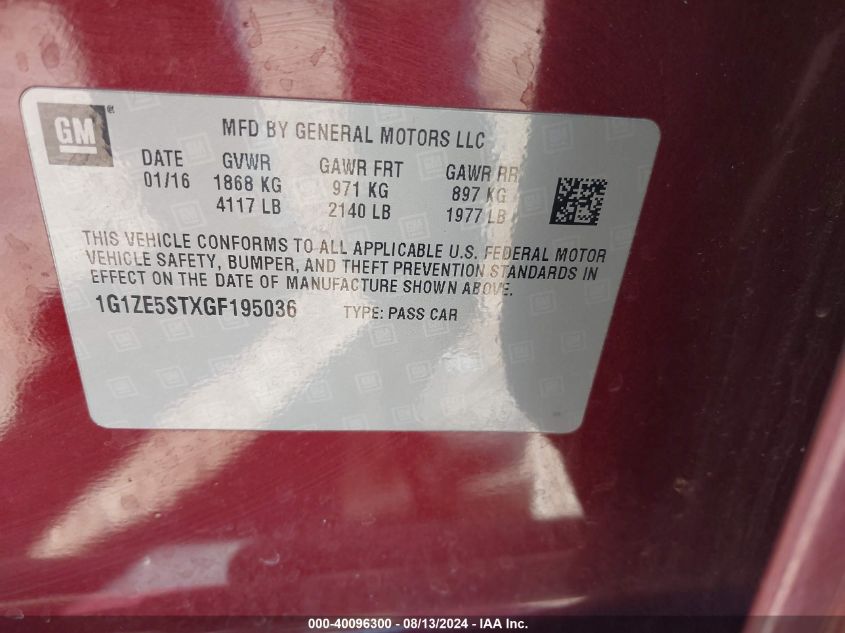 GM
MFD BY GENERAL MOTORS LLC
DATE GVWR GAWR FRT GAWR RR
01/16 1868 KG 971 KG 897 KG
4117 LB 2140 LB 1977 LB
THIS VEHICLE CONFORMS TO ALL APPLICABLE U.S. FEDERAL MOTOR
VEHICLE SAFETY, BUMPER, AND THEFT PREVENTION STANDARDS IN
EFFECT ON THE DATE OF MANUFACTURE SHOWN ABOVE.
1G1ZE5STXGF195036 TYPE: PASS CAR
000-40096300 - 08/13/2024 - IAA Inc.